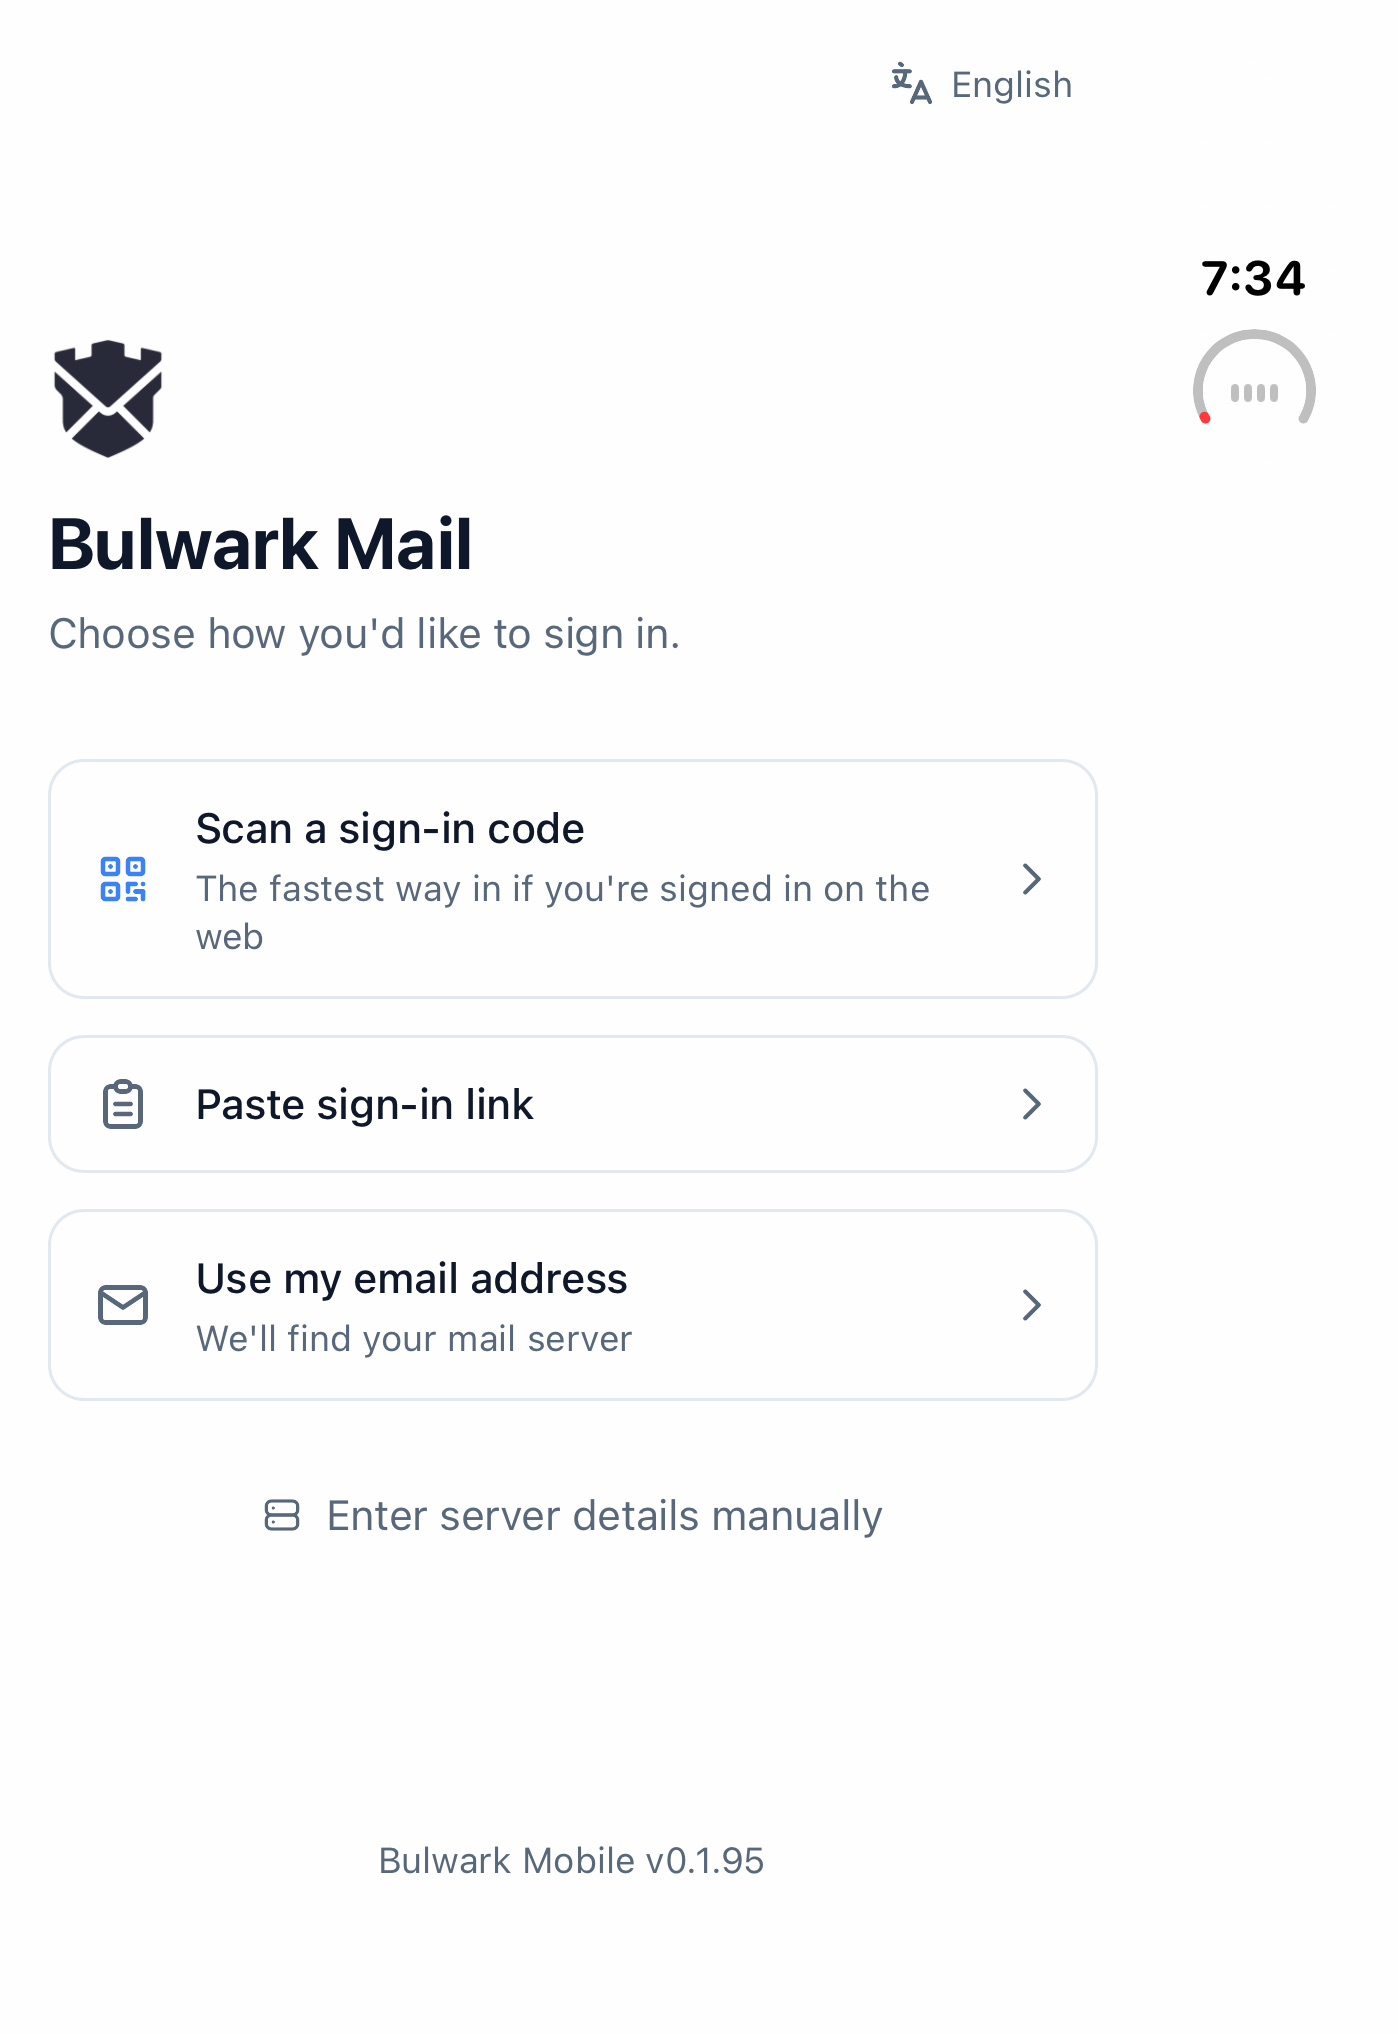 English
7:34
Bulwark Mail
Choose how you'd like to sign in.
Scan a sign-in code
The fastest way in if you're signed in on the
web
Paste sign-in link
Use my email address
We'll find your mail server
Enter server details manually
Bulwark Mobile v0.1.95